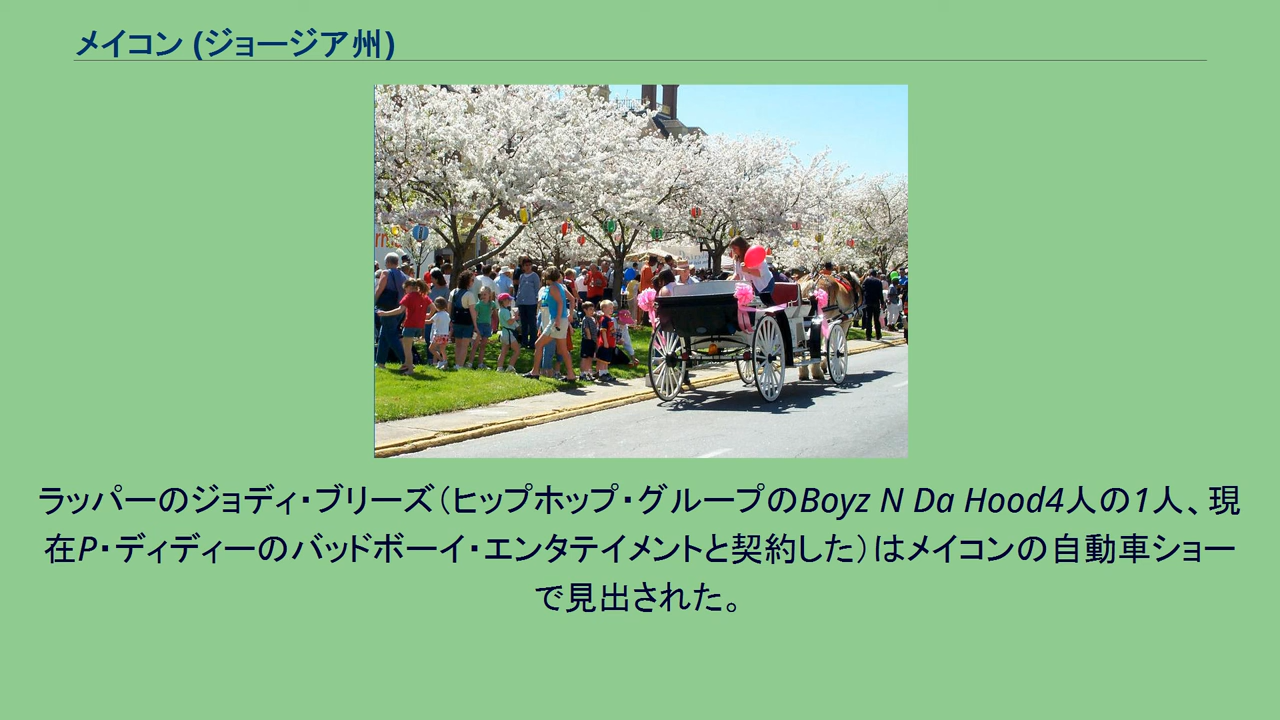 メイコン (ジョージア州)
ラッパーのジョディ・ブリーズ（ヒップホップ・グループのBoyz N Da Hood4人の1人、現
在P・ディディーのバッドボーイ・エンタテイメントと契約した）はメイコンの自動車ショー
で見出された。